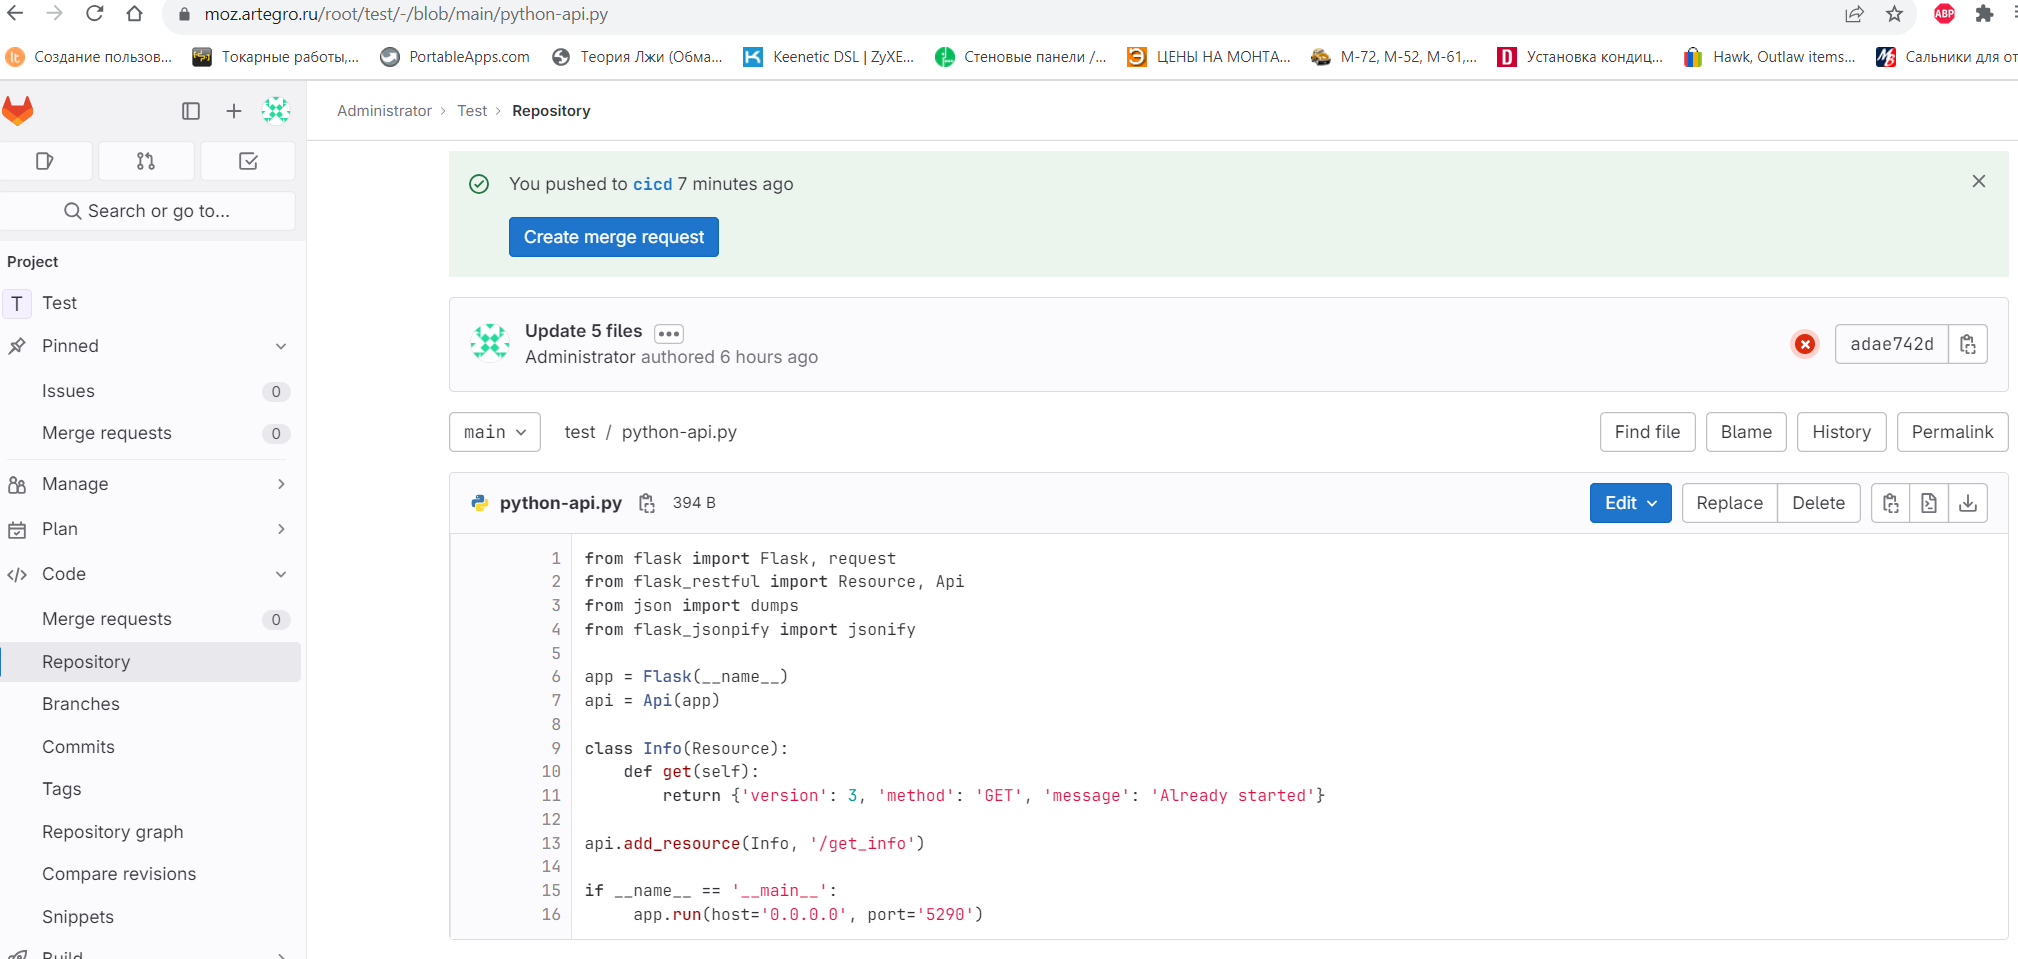 moz.artegro.ru/root/test/-/blob/main/python-api.py
ABP
lt Создание пользов... Токарные работы,... PortableApps.com Теория Лжи (Обма... Keenetic DSL | ZyXE... Стеновые панели /... ЦЕНЫ НА МОНТА... М-72, М-52, М-61,... D Установка кондиц... Hawk, Outlaw items... Сальники для от
Administrator > Test > Repository
You pushed to cicd 7 minutes ago
Create merge request
Search or go to...
Project
T Test
Pinned
Issues 0
Merge requests 0
Manage
Plan
Code
Merge requests 0
Repository
Branches
Commits
Tags
Repository graph
Compare revisions
Snippets
Build
Update 5 files
Administrator authored 6 hours ago
adae742d
main test / python-api.py
Find file Blame History Permalink
python-api.py 394 B
Edit Replace Delete
1 from flask import Flask, request
2 from flask_restful import Resource, Api
3 from json import dumps
4 from flask_jsonpify import jsonify
5
6 app = Flask(__name__)
7 api = Api(app)
8
9 class Info(Resource):
10 def get(self):
11 return {'version': 3, 'method': 'GET', 'message': 'Already started'}
12
13 api.add_resource(Info, '/get_info')
14
15 if __name__ == '__main__':
16 app.run(host='0.0.0.0', port='5290')